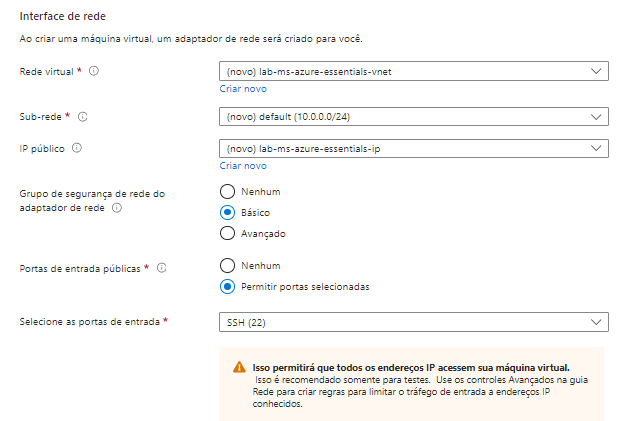 Interface de rede
Ao criar uma máquina virtual, um adaptador de rede será criado para você.
Rede virtual *
(novo) lab-ms-azure-essentials-vnet
Criar novo
Sub-rede *
(novo) default (10.0.0.0/24)
IP público
(novo) lab-ms-azure-essentials-ip
Criar novo
Grupo de segurança de rede do
adaptador de rede
Nenhum
Básico
Avançado
Portas de entrada públicas *
Nenhum
Permitir portas selecionadas
Selecione as portas de entrada *
SSH (22)
Isso permitirá que todos os endereços IP acessem sua máquina virtual.
Isso é recomendado somente para testes. Use os controles Avançados na guia
Rede para criar regras para limitar o tráfego de entrada a endereços IP
conhecidos.